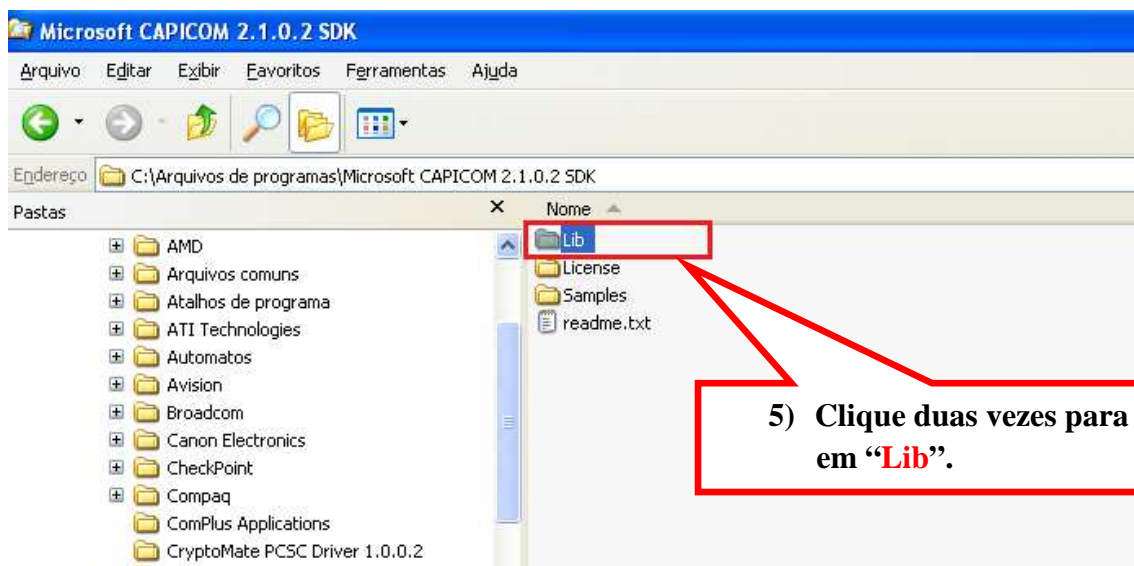 Microsoft CAPICOM 2.1.0.2 SDK
Arquivo Editar Exibir Favoritos Ferramentas Ajuda
Endereço C:\Arquivos de programas\Microsoft CAPICOM 2.1.0.2 SDK
Pastas X Nome
Lib
License
Samples
readme.txt
AMD
Arquivos comuns
Atalhos de programa
ATI Technologies
Automatos
Avision
Broadcom
Canon Electronics
CheckPoint
Compaq
ComPlus Applications
CryptoMate PCSC Driver 1.0.0.2
5) Clique duas vezes para
em “Lib”.